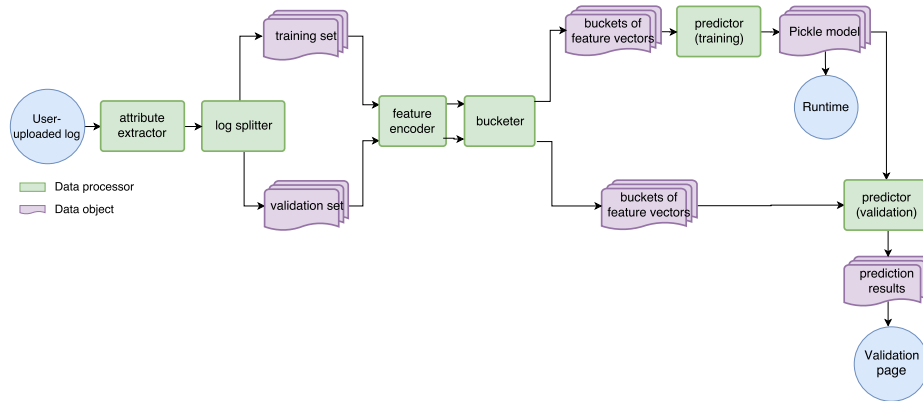 User-
uploaded log
attribute
extractor
log splitter
training set
validation set
feature
encoder
bucketer
buckets of
feature vectors
predictor
(training)
Pickle model
Runtime
buckets of
feature vectors
predictor
(validation)
prediction
results
Validation
page
Data processor
Data object